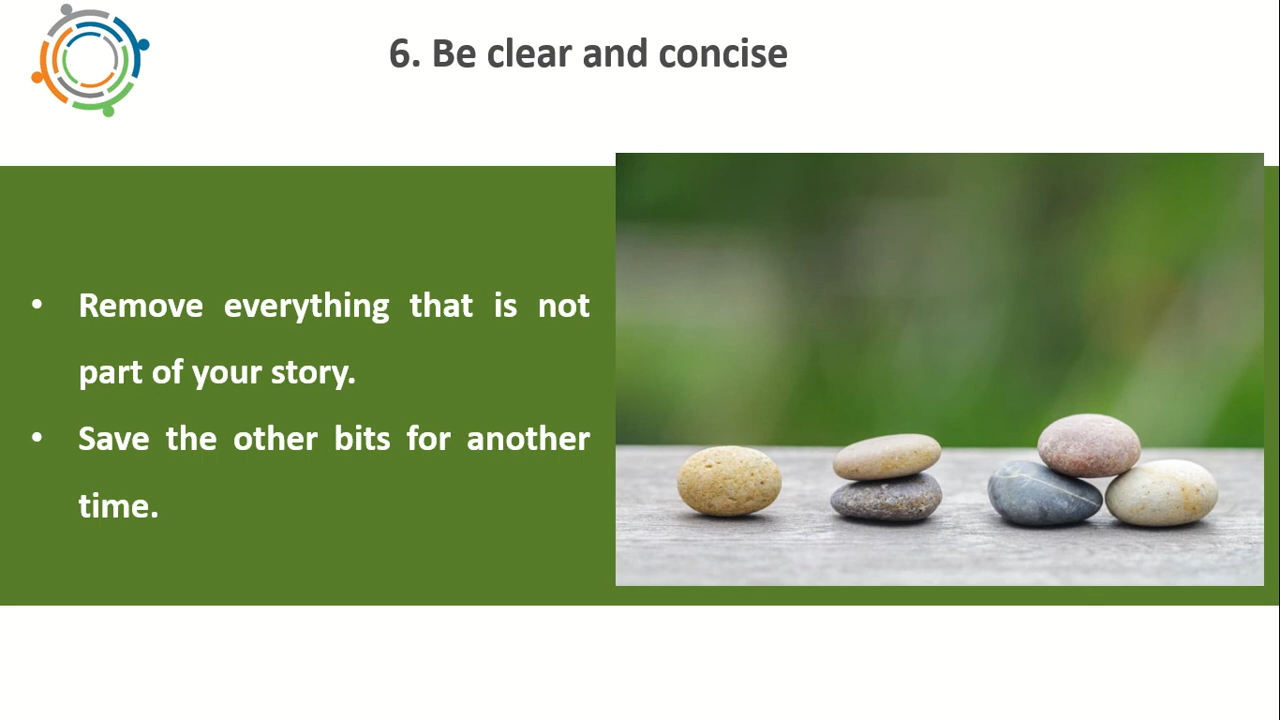 6. Be clear and concise
• Remove everything that is not
part of your story.
• Save the other bits for another
time.